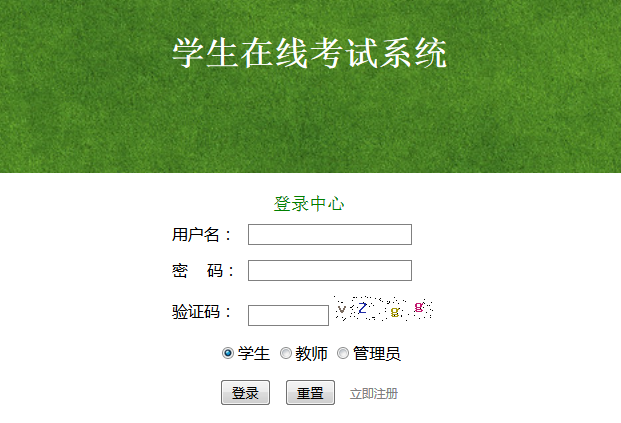 学生在线考试系统
登录中心
用户名：
密 码：
验证码： v Z g g
学生 教师 管理员
登录 重置 立即注册